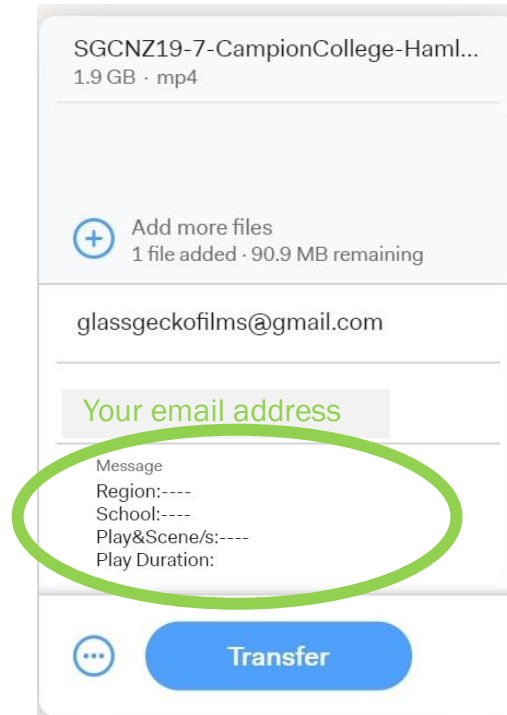 SGCNZ19-7-CampionCollege-Haml...
1.9 GB · mp4
Add more files
1 file added · 90.9 MB remaining
glassgeckofilms@gmail.com
Your email address
Message
Region:----
School:----
Play&Scene/s:----
Play Duration:
Transfer